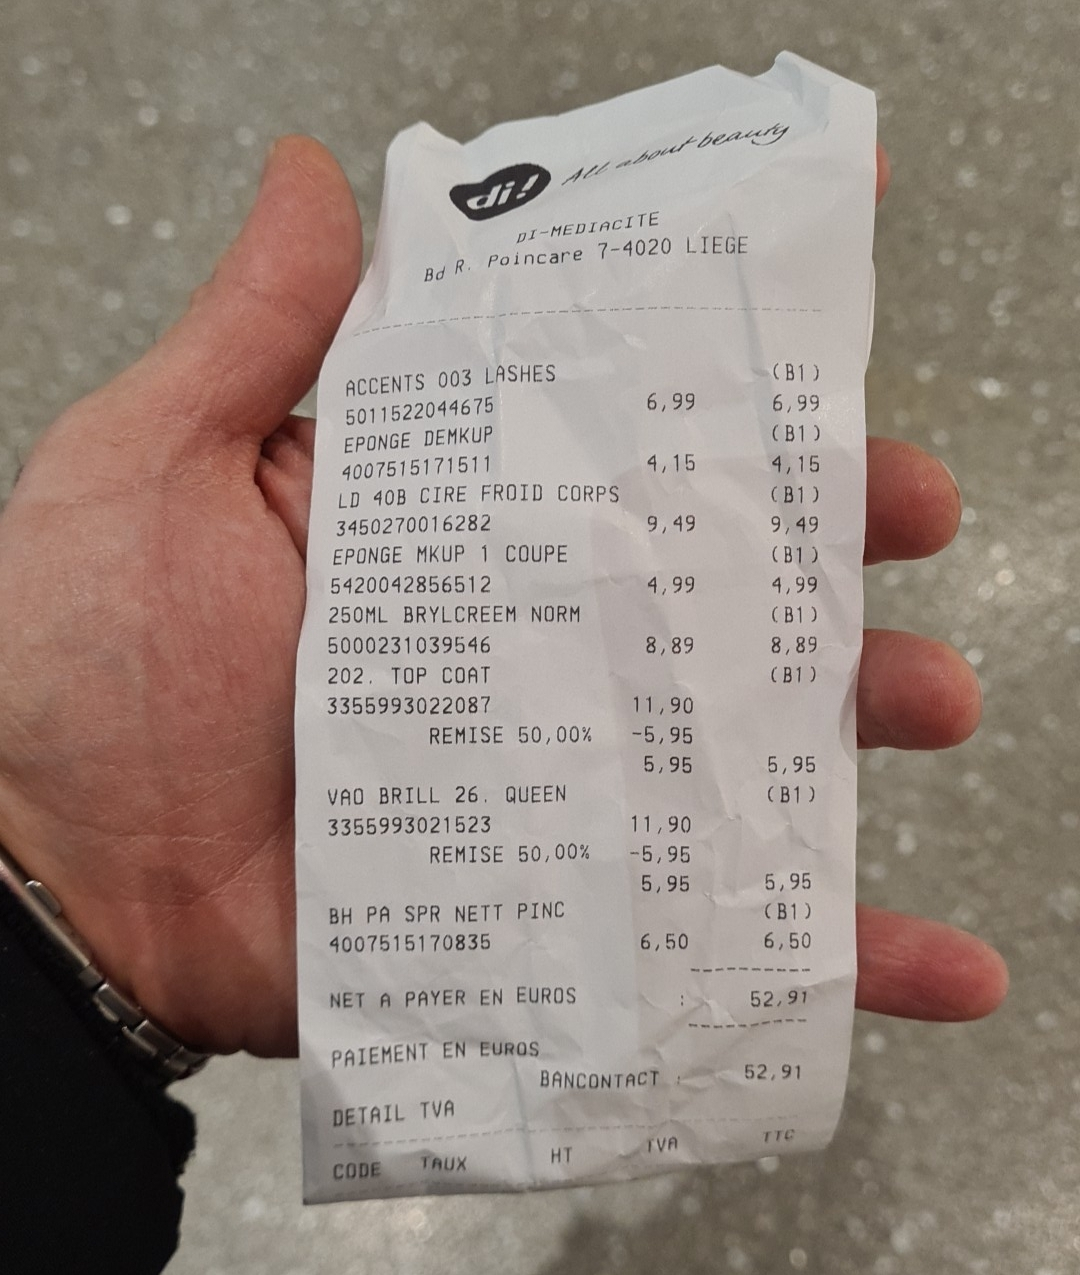 di! All about beauty
DI-MEDIACITE
Bd R. Poincare 7-4020 LIEGE
ACCENTS 003 LASHES (B1)
5011522044675 6,99 6,99
EPONGE DEMKUP (B1)
4007515171511 4,15 4,15
LD 40B CIRE FROID CORPS (B1)
3450270016282 9,49 9,49
EPONGE MKUP 1 COUPE (B1)
5420042856512 4,99 4,99
250ML BRYLCREEM NORM (B1)
5000231039546 8,89 8,89
202. TOP COAT (B1)
3355993022087 11,90
REMISE 50,00% -5,95
5,95 5,95
VAO BRILL 26. QUEEN (B1)
3355993021523 11,90
REMISE 50,00% -5,95
5,95 5,95
BH PA SPR NETT PINC (B1)
4007515170835 6,50 6,50
NET A PAYER EN EUROS : 52,91
PAIEMENT EN EUROS
BANCONTACT : 52,91
DETAIL TVA
CODE TAUX HT TVA TTC